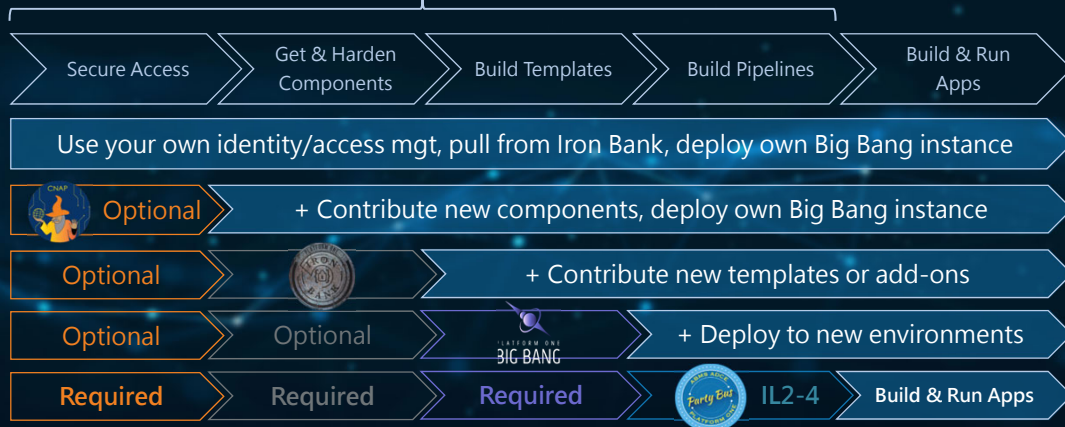 Secure Access
Get & Harden
Components
Build Templates
Build Pipelines
Build & Run
Apps
Use your own identity/access mgt, pull from Iron Bank, deploy own Big Bang instance
CNAP
Optional
+ Contribute new components, deploy own Big Bang instance
Optional
IRON
BANK
+ Contribute new templates or add-ons
Optional
Optional
PLATFORM ONE
BIG BANG
+ Deploy to new environments
Required
Required
Required
ABMS ADCP
Party Bus
PLATFORM ONE
IL2-4
Build & Run Apps